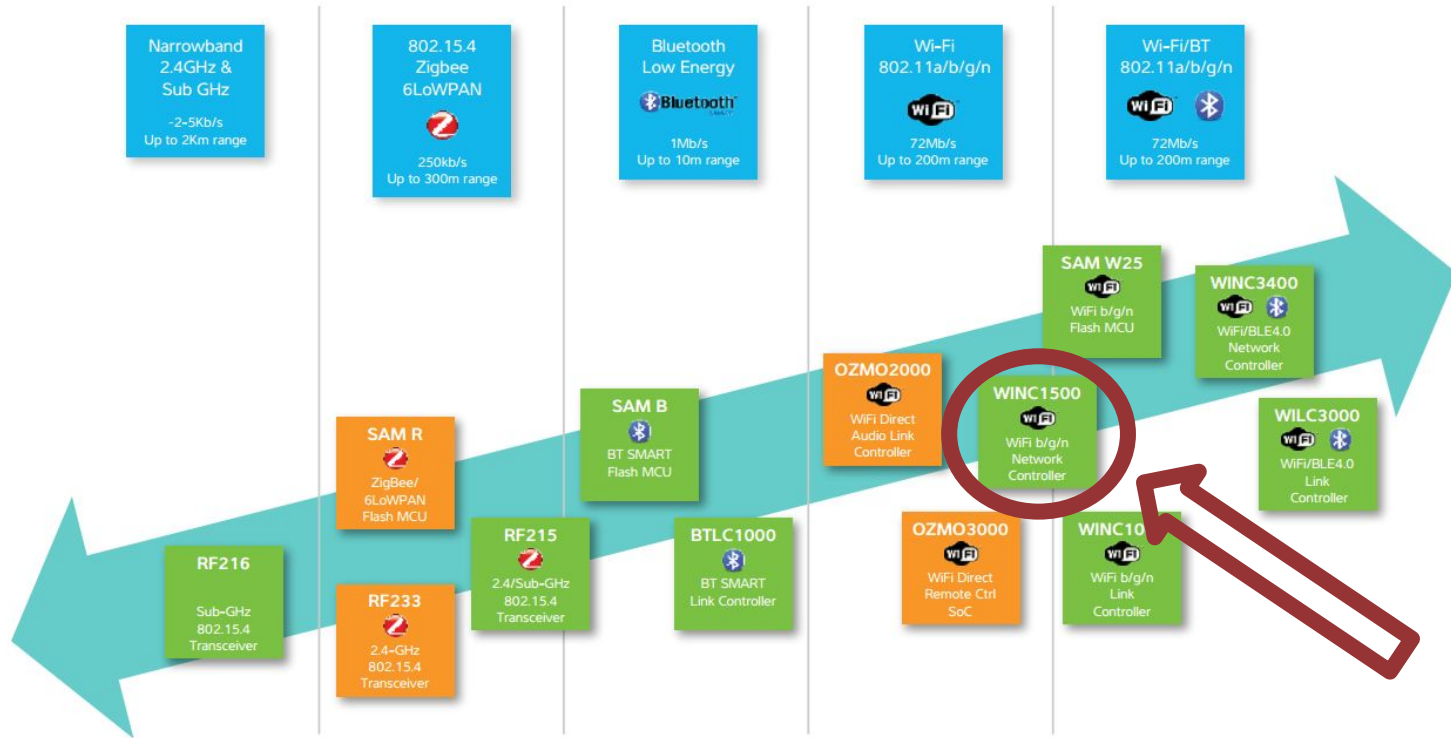 Narrowband
2.4GHz &
Sub GHz
-2-5Kb/s
Up to 2Km range
802.15.4
Zigbee
6LoWPAN
250kb/s
Up to 300m range
Bluetooth
Low Energy
Bluetooth
1Mb/s
Up to 10m range
Wi-Fi
802.11a/b/g/n
WiFi
72Mb/s
Up to 200m range
Wi-Fi/BT
802.11a/b/g/n
WiFi
72Mb/s
Up to 200m range
SAM W25
WiFi
WiFi b/g/n
Flash MCU
WINC3400
WiFi
WiFi/BLE4.0
Network
Controller
OZMO2000
WiFi
WiFi Direct
Audio Link
Controller
WINC1500
WiFi
WiFi b/g/n
Network
Controller
SAM B
BT SMART
Flash MCU
WILC3000
WiFi
WiFi/BLE4.0
Link
Controller
SAM R
Z
ZigBee/
6LoWPAN
Flash MCU
RF215
Z
2.4/Sub-GHz
802.15.4
Transceiver
BTLC1000
BT SMART
Link Controller
OZMO3000
WiFi
WiFi Direct
Remote Ctrl
SoC
WiFi
WiFi b/g/n
Link
Controller
RF216
Sub-GHz
802.15.4
Transceiver
RF233
Z
2.4-GHz
802.15.4
Transceiver